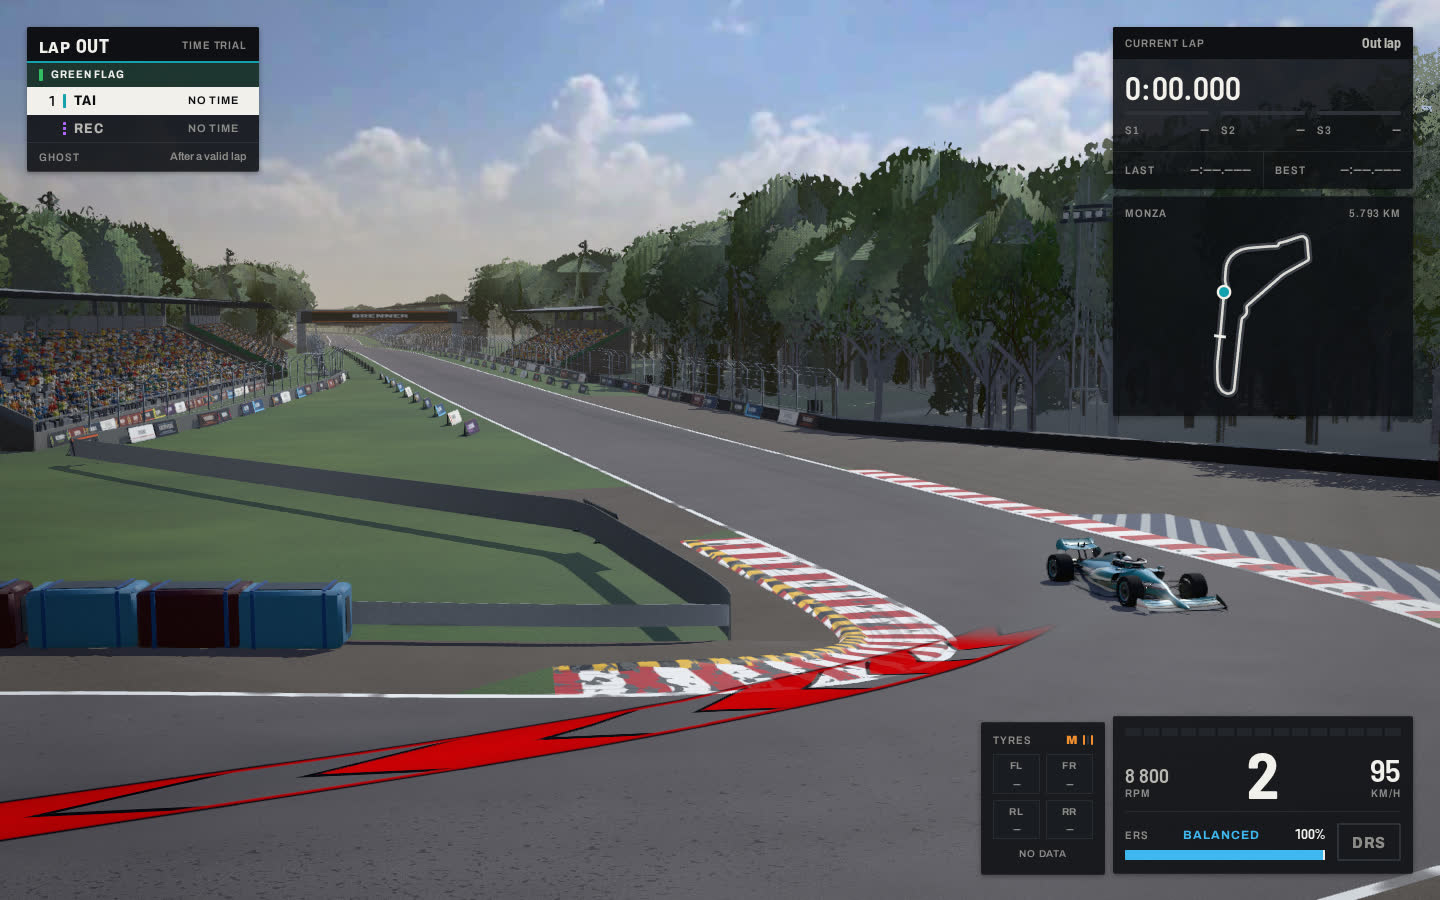 LAP OUT TIME TRIAL
GREEN FLAG
1 TAI NO TIME
REC NO TIME
GHOST After a valid lap
CURRENT LAP Out lap
0:00.000
S1 – S2 – S3 –
LAST –:––.––– BEST –:––.–––
MONZA 5.793 KM
BRENNER
TYRES M
FL FR
– –
RL RR
– –
NO DATA
8 800 RPM
2
95 KM/H
ERS BALANCED 100%
DRS